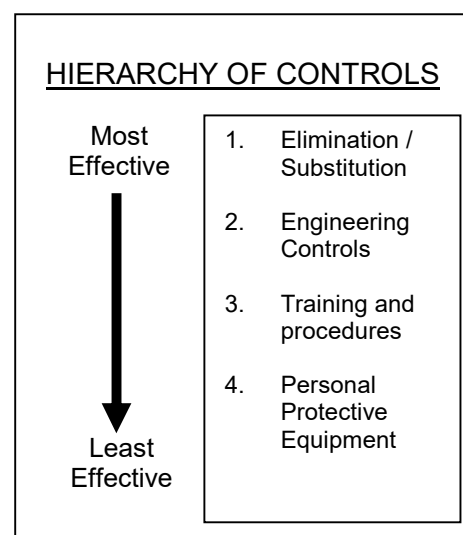 HIERARCHY OF CONTROLS
Most
Effective
1. Elimination /
Substitution
2. Engineering
Controls
3. Training and
procedures
4. Personal
Protective
Equipment
Least
Effective